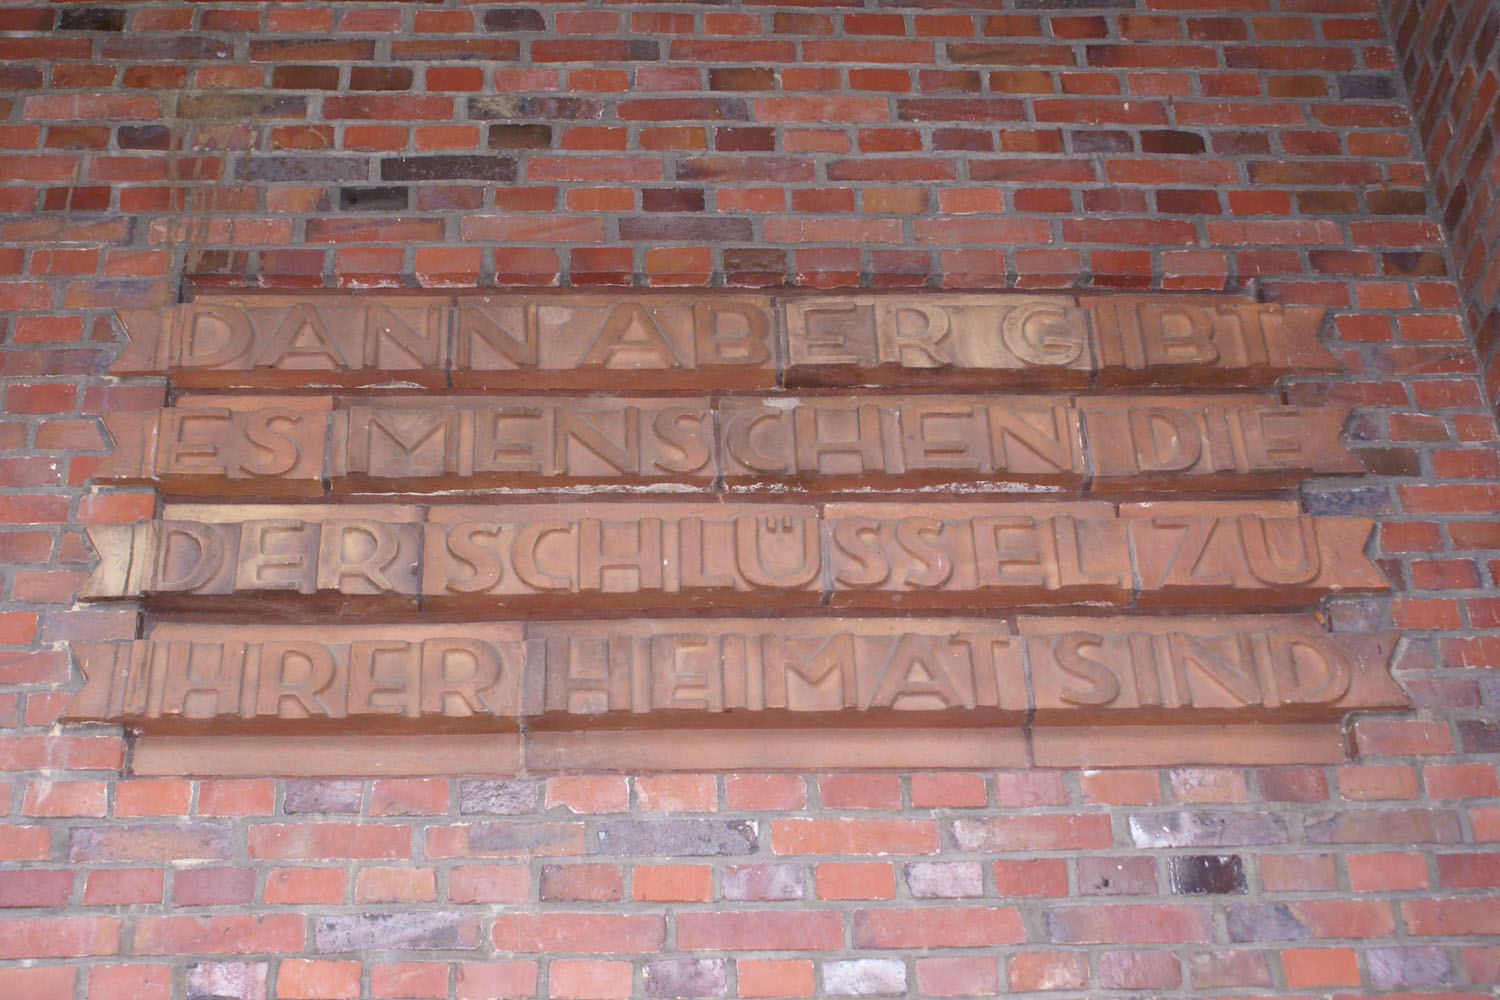 DANN ABER GIBT
ES MENSCHEN DIE
DER SCHLÜSSEL ZU
IHRER HEIMAT SIND